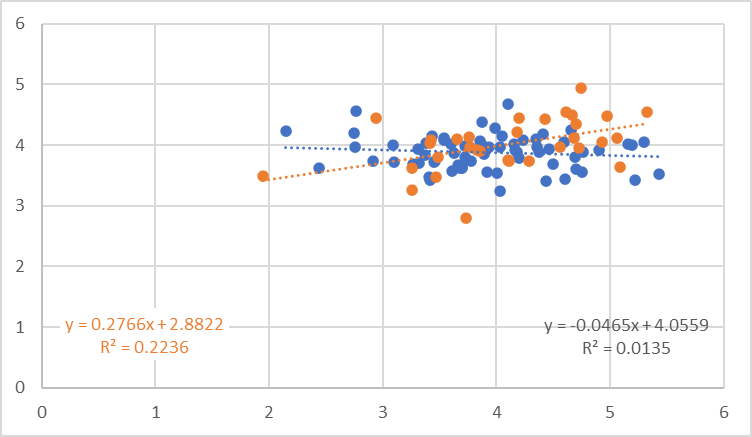 6
5
4
3
2
1
0
y = 0.2766x + 2.8822
R² = 0.2236
y = -0.0465x + 4.0559
R² = 0.0135
0 1 2 3 4 5 6